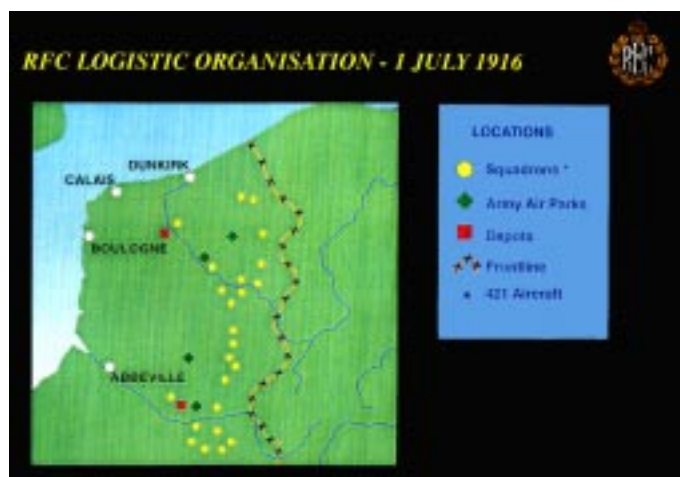 RFC LOGISTIC ORGANISATION - 1 JULY 1916
RFC
DUNKIRK
CALAIS
BOULOGNE
ABBEVILLE
LOCATIONS
Squadrons *
Army Air Parks
Depots
Frontline
* 421 Aircraft